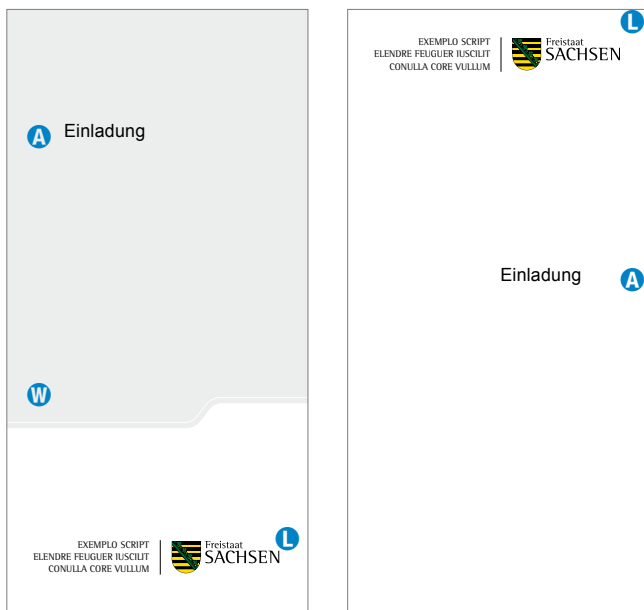 A
Einladung
W
EXEMPLO SCRIPT
ELENDRE FEUGUER IUSCILIT
CONULLA CORE VULLUM
Freistaat
SACHSEN
L
L
EXEMPLO SCRIPT
ELENDRE FEUGUER IUSCILIT
CONULLA CORE VULLUM
Freistaat
SACHSEN
Einladung
A